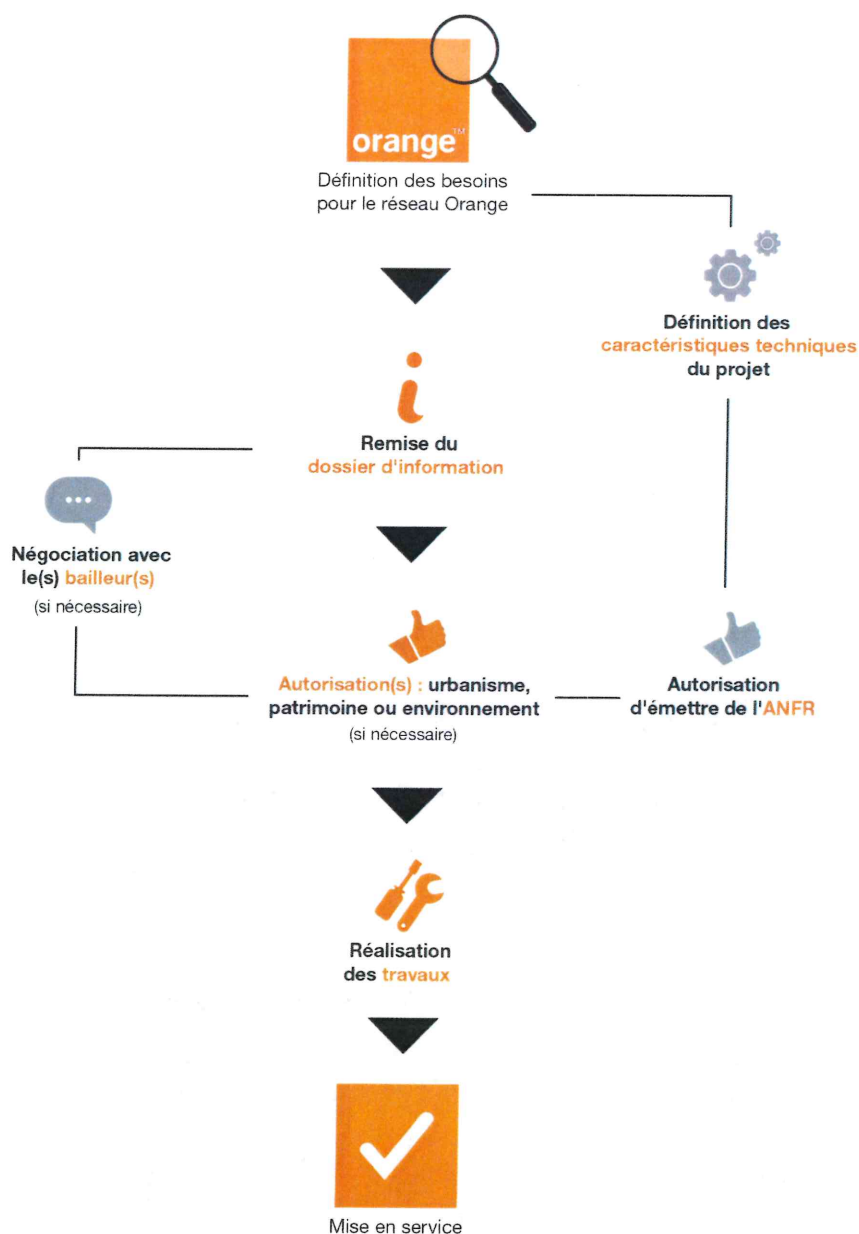 orange™
Définition des besoins
pour le réseau Orange
Définition des
caractéristiques techniques
du projet
Remise du
dossier d'information
Négociation avec
le(s) bailleur(s)
(si nécessaire)
Autorisation(s) : urbanisme,
patrimoine ou environnement
(si nécessaire)
Autorisation
d'émettre de l'ANFR
Réalisation
des travaux
Mise en service